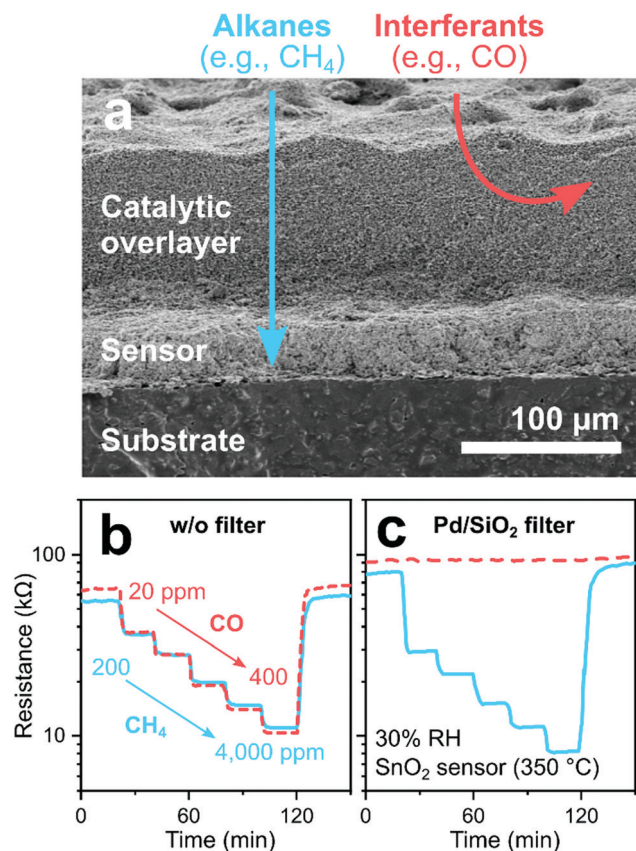 Alkanes
(e.g., CH₄)
Interferants
(e.g., CO)
a
Catalytic
overlayer
Sensor
Substrate
100 µm
b
w/o filter
100
10
Resistance (kΩ)
20 ppm
CO
400
200
CH₄
4,000 ppm
0
60
120
Time (min)
c
Pd/SiO₂ filter
30% RH
SnO₂ sensor (350 °C)
0
60
120
Time (min)